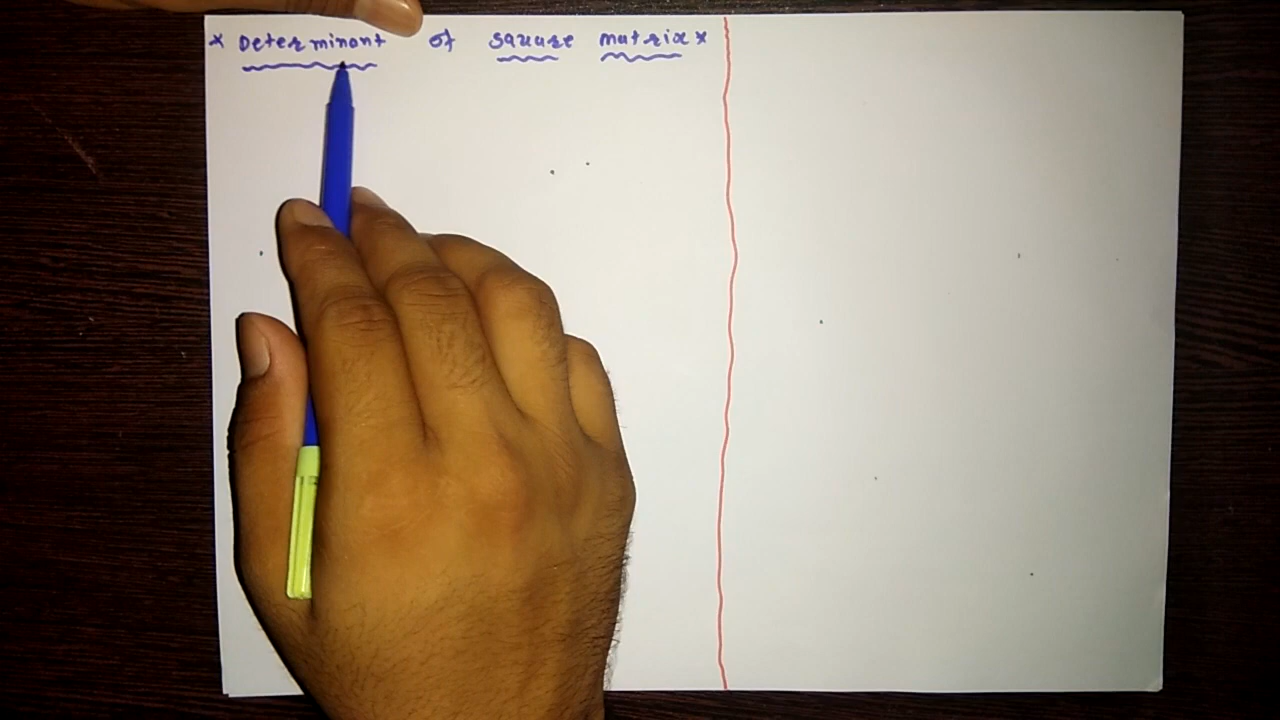 * Determinant of square matrix *